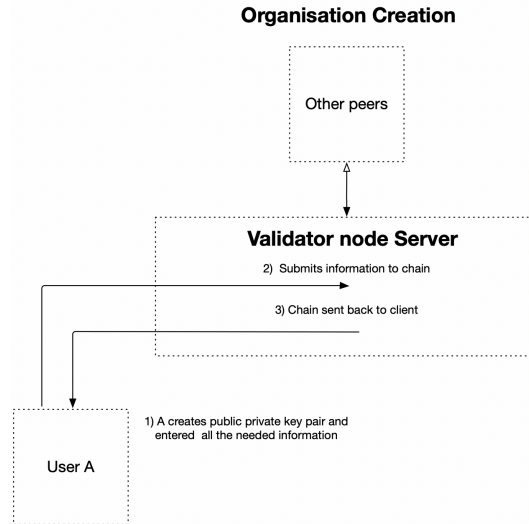 Organisation Creation
Other peers
Validator node Server
2) Submits information to chain
3) Chain sent back to client
1) A creates public private key pair and
entered all the needed information
User A